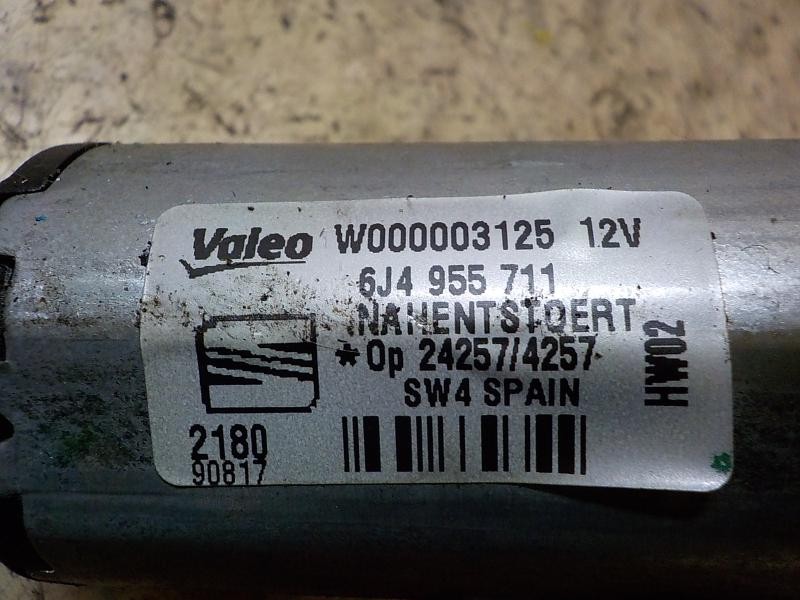 Valeo W000003125 12V
6J4 955 711
NAHENTSTOERT
*Op 24257/4257
SW4 SPAIN
HW02
2180
90817